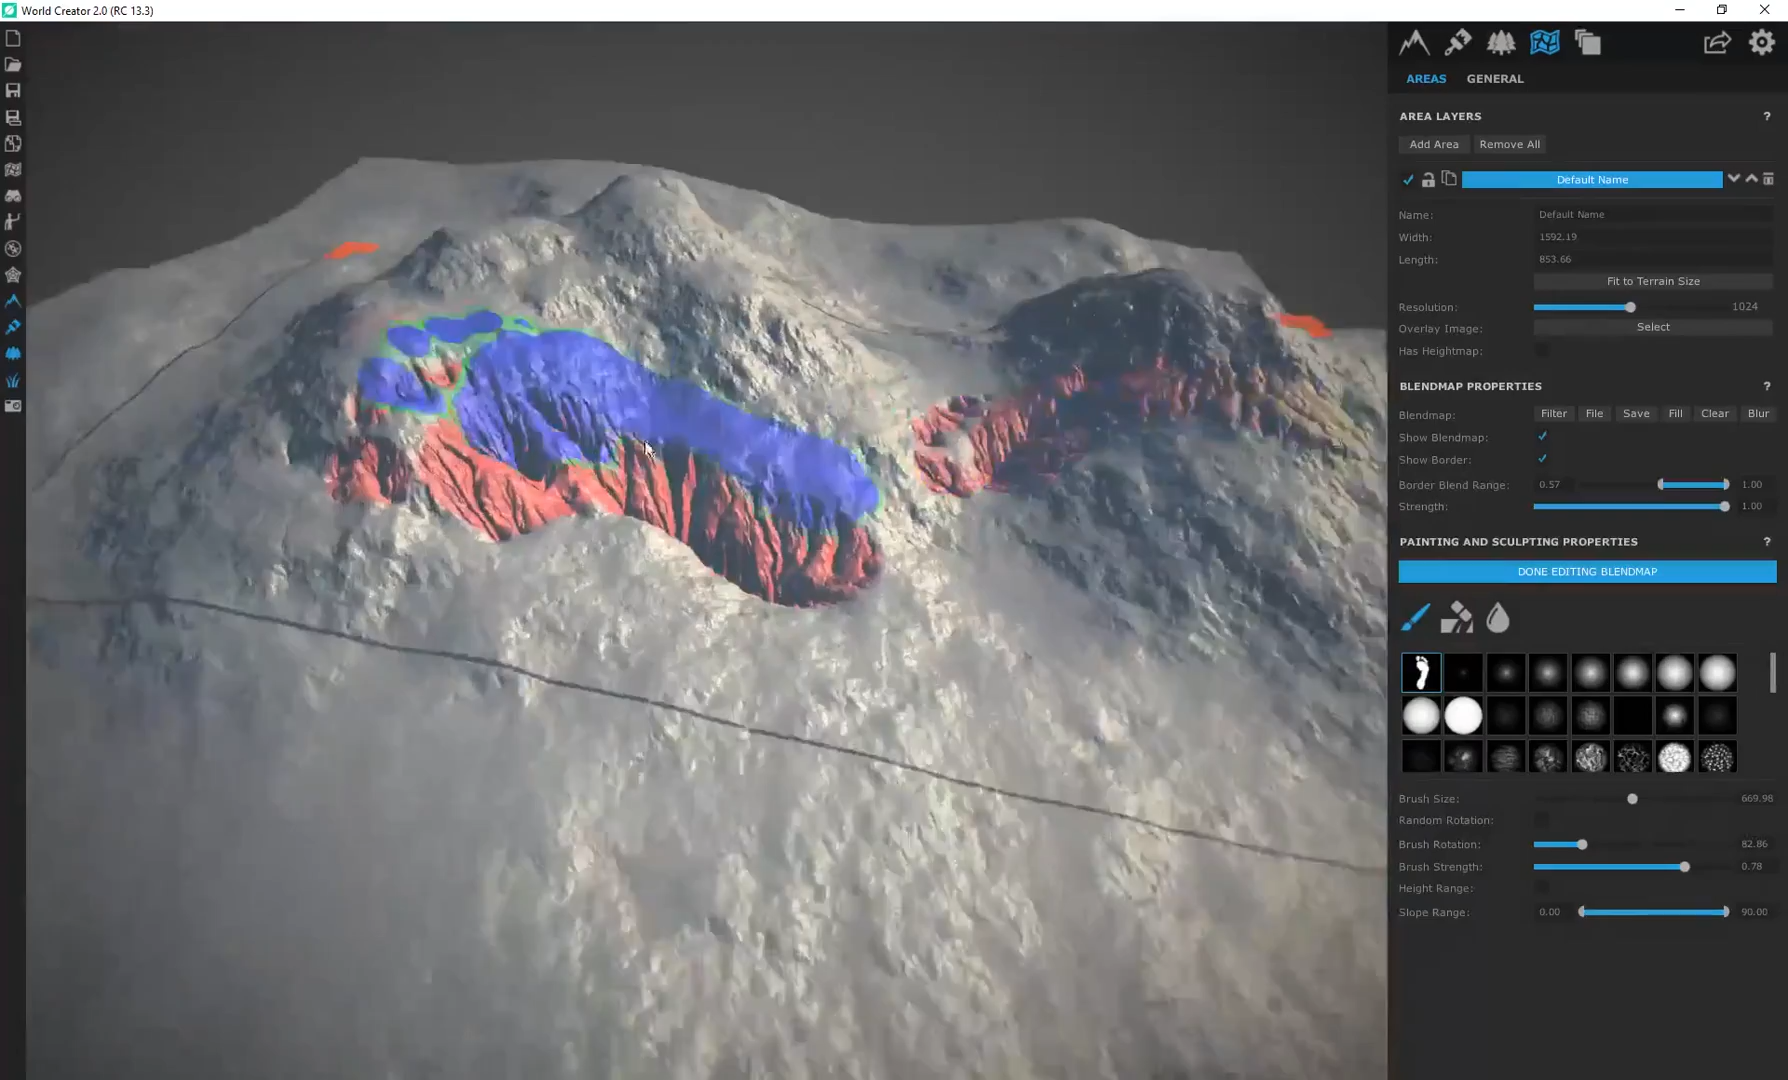 World Creator 2.0 (RC 13.3)
AREAS GENERAL
AREA LAYERS ?
Add Area Remove All
Default Name
Name: Default Name
Width: 1592.19
Length: 853.66
Fit to Terrain Size
Resolution: 1024
Overlay Image: Select
Has Heightmap:
BLENDMAP PROPERTIES ?
Blendmap: Filter File Save Fill Clear Blur
Show Blendmap:
Show Border:
Border Blend Range: 0.57 1.00
Strength: 1.00
PAINTING AND SCULPTING PROPERTIES ?
DONE EDITING BLENDMAP
Brush Size: 669.98
Random Rotation:
Brush Rotation: 82.86
Brush Strength: 0.78
Height Range:
Slope Range: 0.00 90.00